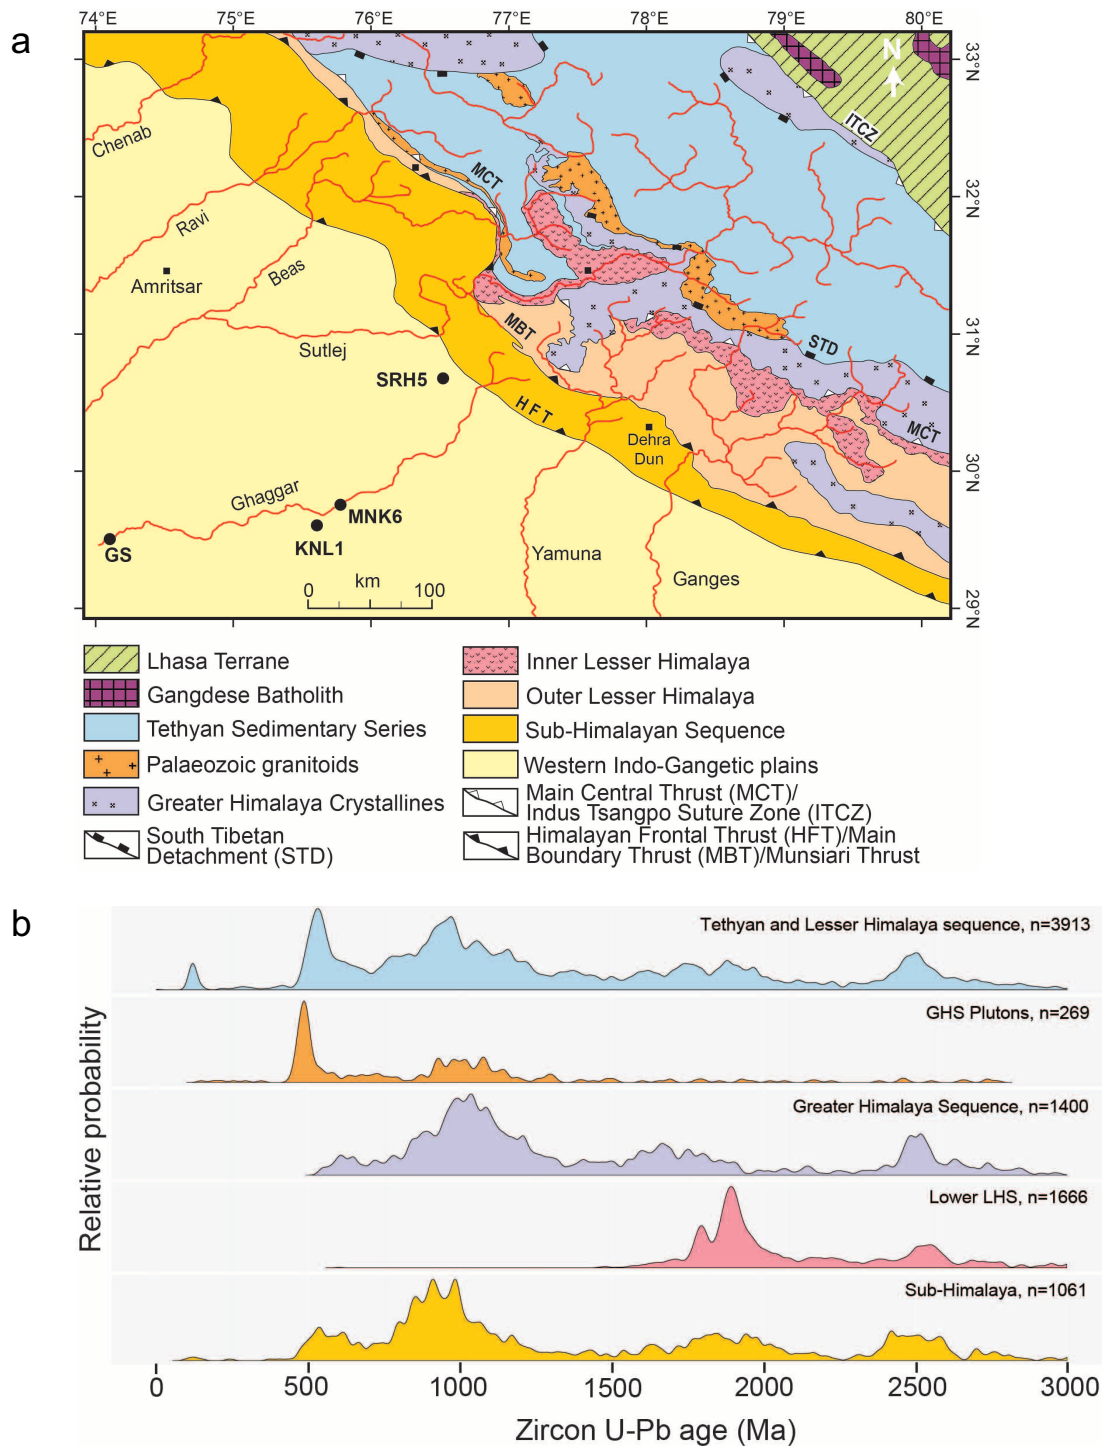 a
74°E 75°E 76°E 77°E 78°E 79°E 80°E
33°N
32°N
31°N
30°N
29°N
N
ITCZ
Chenab
MCT
Ravi
Beas
Amritsar
MBT
STD
Sutlej
SRH5
HFT
MCT
Dehra
Dun
Ghaggar
MNK6
KNL1
GS
Yamuna
Ganges
km
0 100
Lhasa Terrane
Gangdese Batholith
Tethyan Sedimentary Series
Palaeozoic granitoids
Greater Himalaya Crystallines
South Tibetan
Detachment (STD)
Inner Lesser Himalaya
Outer Lesser Himalaya
Sub-Himalayan Sequence
Western Indo-Gangetic plains
Main Central Thrust (MCT)/
Indus Tsangpo Suture Zone (ITCZ)
Himalayan Frontal Thrust (HFT)/Main
Boundary Thrust (MBT)/Munsiari Thrust
b
Relative probability
Tethyan and Lesser Himalaya sequence, n=3913
GHS Plutons, n=269
Greater Himalaya Sequence, n=1400
Lower LHS, n=1666
Sub-Himalaya, n=1061
0 500 1000 1500 2000 2500 3000
Zircon U-Pb age (Ma)